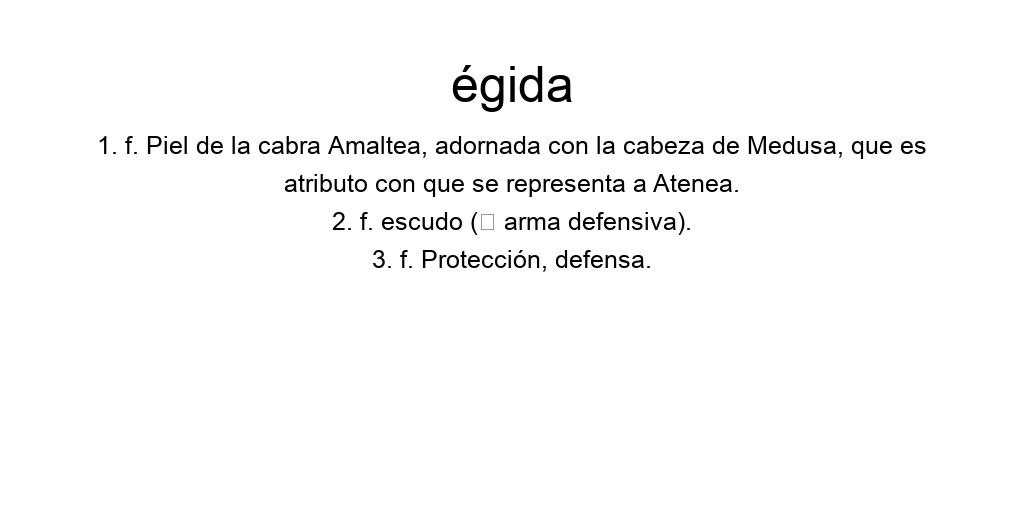 égida
1. f. Piel de la cabra Amaltea, adornada con la cabeza de Medusa, que es
atributo con que se representa a Atenea.
2. f. escudo (□ arma defensiva).
3. f. Protección, defensa.